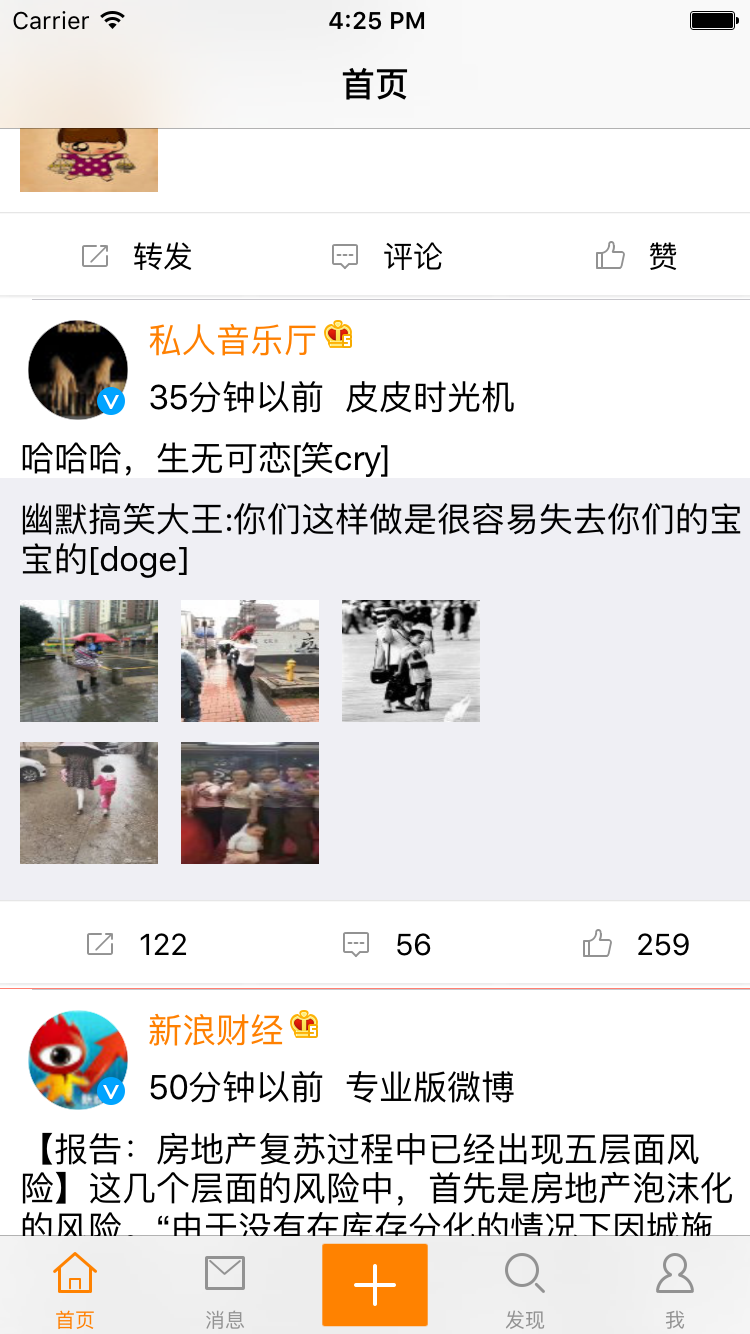 Carrier 4:25 PM
首页
转发 评论 赞
PIANIST
私人音乐厅
35分钟以前 皮皮时光机
哈哈哈，生无可恋[笑cry]
幽默搞笑大王:你们这样做是很容易失去你们的宝
宝的[doge]
122 56 259
新浪财经
50分钟以前 专业版微博
【报告：房地产复苏过程中已经出现五层面风
险】这几个层面的风险中，首先是房地产泡沫化
的风险，“由于没有在库存分化的情况下因城施
首页 消息 发现 我